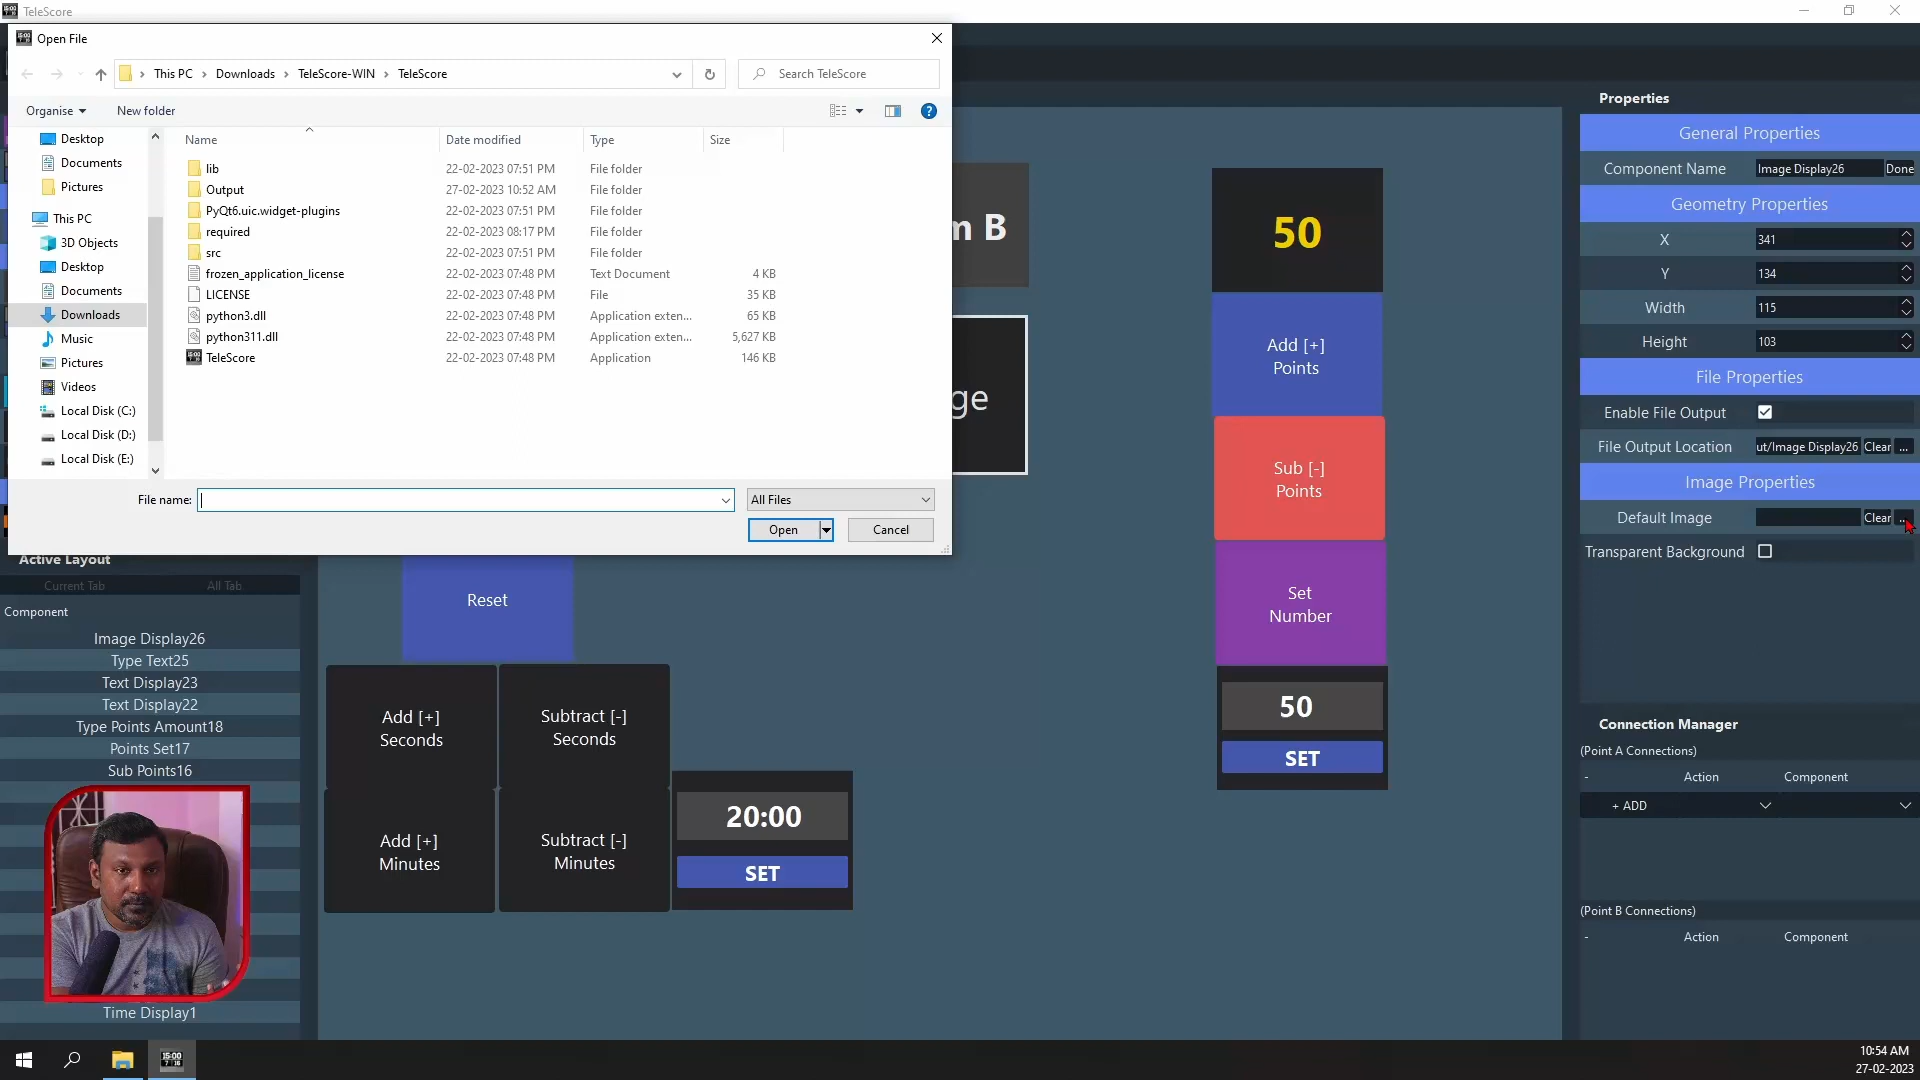 TeleScore
Open File
This PC > Downloads > TeleScore-WIN > TeleScore
Search TeleScore
Organise
New folder
Name
Date modified
Type
Size
Desktop
Documents
Pictures
This PC
3D Objects
Desktop
Documents
Downloads
Music
Pictures
Videos
Local Disk (C:)
Local Disk (D:)
Local Disk (E:)
lib 22-02-2023 07:51 PM File folder
Output 27-02-2023 10:52 AM File folder
PyQt6.uic.widget-plugins 22-02-2023 07:51 PM File folder
required 22-02-2023 08:17 PM File folder
src 22-02-2023 07:51 PM File folder
frozen_application_license 22-02-2023 07:48 PM Text Document 4 KB
LICENSE 22-02-2023 07:48 PM File 35 KB
python3.dll 22-02-2023 07:48 PM Application exten... 65 KB
python311.dll 22-02-2023 07:48 PM Application exten... 5,627 KB
TeleScore 22-02-2023 07:48 PM Application 146 KB
File name:
All Files
Open
Cancel
m B
ge
50
Add [+]
Points
Sub [-]
Points
Set
Number
50
SET
Reset
Add [+]
Seconds
Subtract [-]
Seconds
Add [+]
Minutes
Subtract [-]
Minutes
20:00
SET
Active Layout
Current Tab
All Tab
Component
Image Display26
Type Text25
Text Display23
Text Display22
Type Points Amount18
Points Set17
Sub Points16
Time Display1
Properties
General Properties
Component Name Image Display26 Done
Geometry Properties
X 341
Y 134
Width 115
Height 103
File Properties
Enable File Output
File Output Location ut/Image Display26 Clear ...
Image Properties
Default Image Clear ...
Transparent Background
Connection Manager
(Point A Connections)
- Action Component
+ ADD
(Point B Connections)
- Action Component
10:54 AM
27-02-2023